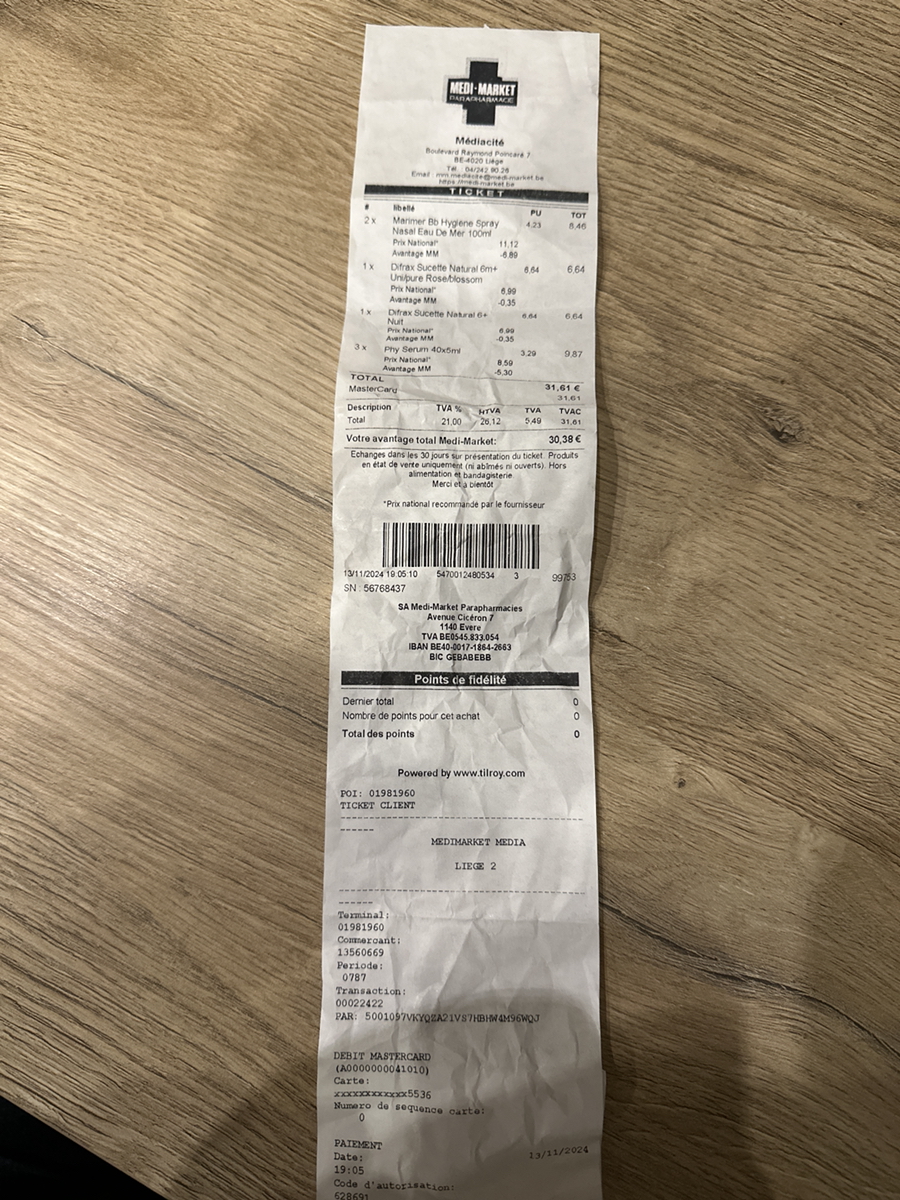 MEDI-MARKET
PARAPHARMACIE
Médiacité
Boulevard Raymond Poincaré 7
BE-4020 Liège
Tél : 04/242 90 26
Email : mm.mediacite@medi-market.be
https://medi-market.be
TICKET
# libellé PU TOT
2 x Marimer Bb Hygiene Spray 4,23 8,46
Nasal Eau De Mer 100ml
Prix National* 11,12
Avantage MM -6,89
1 x Difrax Sucette Natural 6m+ 6,64 6,64
Uni/pure Rose/blossom
Prix National* 6,99
Avantage MM -0,35
1 x Difrax Sucette Natural 6+ 6,64 6,64
Nuit
Prix National* 6,99
Avantage MM -0,35
3 x Phy Serum 40x5ml 3,29 9,87
Prix National* 8,59
Avantage MM -5,30
TOTAL 31,61 €
MasterCard 31,61
Description TVA % HTVA TVA TVAC
Total 21,00 26,12 5,49 31,61
Votre avantage total Medi-Market: 30,38 €
Echanges dans les 30 jours sur présentation du ticket. Produits
en état de vente uniquement (ni abîmés ni ouverts). Hors
alimentation et bandagisterie
Merci et a bientôt
*Prix national recommandé par le fournisseur
13/11/2024 19:05:10 5470012480534 3 99753
SN : 56768437
SA Medi-Market Parapharmacies
Avenue Cicéron 7
1140 Evere
TVA BE0545.833.054
IBAN BE40-0017-1864-2663
BIC GEBABEBB
Points de fidélité
Dernier total 0
Nombre de points pour cet achat 0
Total des points 0
Powered by www.tilroy.com
POI: 01981960
TICKET CLIENT
MEDIMARKET MEDIA
LIEGE 2
Terminal:
01981960
Commercant:
13560669
Periode:
0787
Transaction:
00022422
PAR: 5001097VKYQZA21VS7HBHW4M96WQJ
DEBIT MASTERCARD
(A0000000041010)
Carte:
xxxxxxxxxxxx5536
Numero de sequence carte:
0
PAIEMENT
Date: 13/11/2024
19:05
Code d'autorisation:
628691